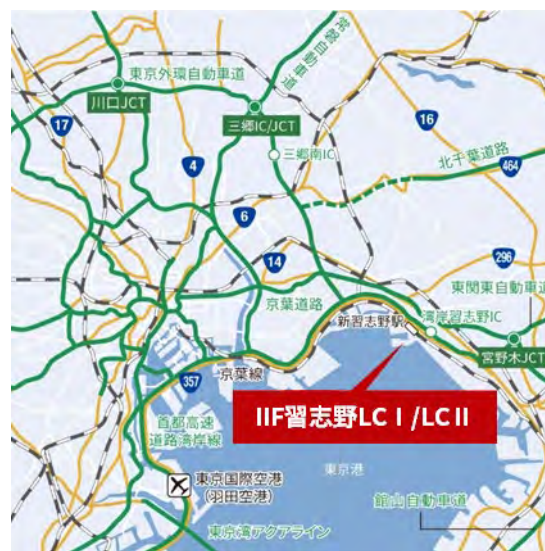 常磐自動車道
東京外環自動車道
川口JCT
三郷IC/JCT
17
16
三郷南IC
4
北千葉道路
464
6
14
296
京葉道路
東関東自動車道
新習志野駅
湾岸習志野IC
宮野木JCT
京葉線
357
IIF習志野LCⅠ/LCⅡ
首都高速
道路湾岸線
東京港
東京国際空港
(羽田空港)
館山自動車道
東京湾アクアライン